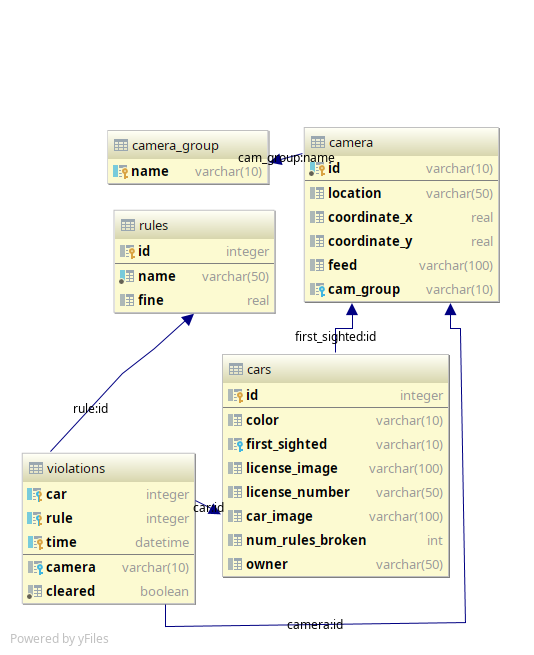 camera_group
name varchar(10)
cam_group:name
camera
id varchar(10)
location varchar(50)
coordinate_x real
coordinate_y real
feed varchar(100)
cam_group varchar(10)
rules
id integer
name varchar(50)
fine real
first_sighted:id
cars
id integer
color varchar(10)
first_sighted varchar(10)
license_image varchar(100)
license_number varchar(50)
car_image varchar(100)
num_rules_broken int
owner varchar(50)
rule:id
violations
car integer
rule integer
time datetime
camera varchar(10)
cleared boolean
car:id
camera:id
Powered by yFiles